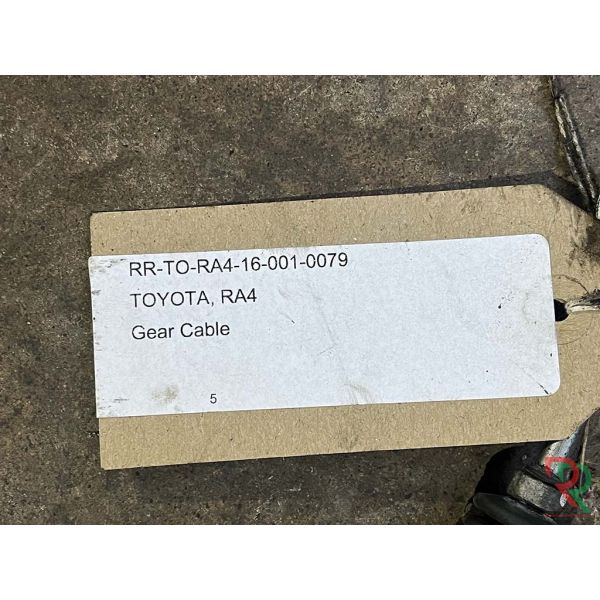 RR-TO-RA4-16-001-0079
TOYOTA, RA4
Gear Cable
5